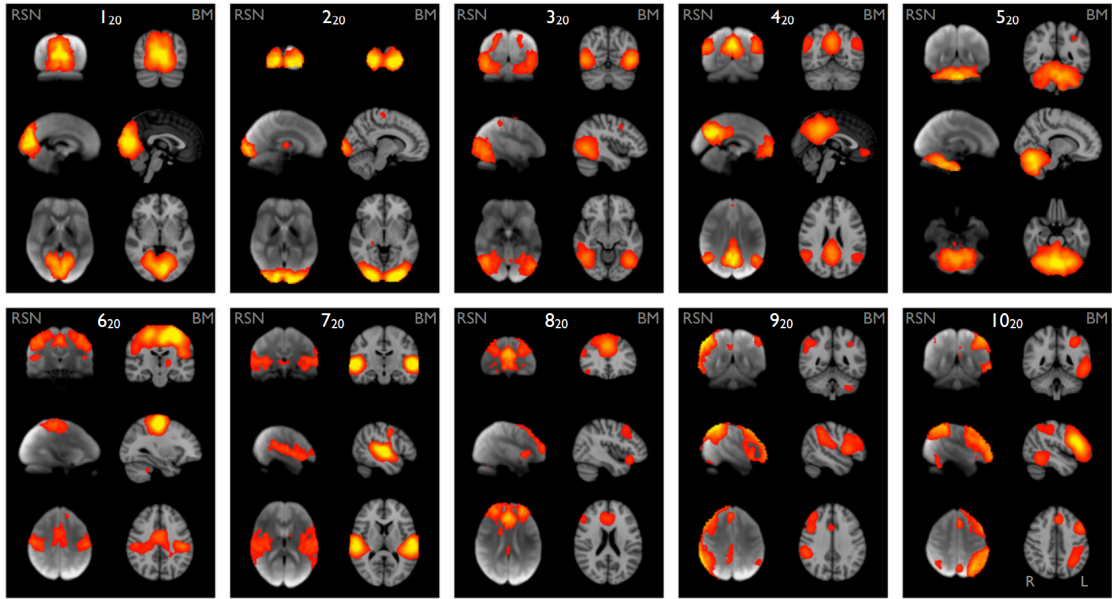 RSN 1₂₀ BM
RSN 2₂₀ BM
RSN 3₂₀ BM
RSN 4₂₀ BM
RSN 5₂₀ BM
RSN 6₂₀ BM
RSN 7₂₀ BM
RSN 8₂₀ BM
RSN 9₂₀ BM
RSN 10₂₀ BM
R L